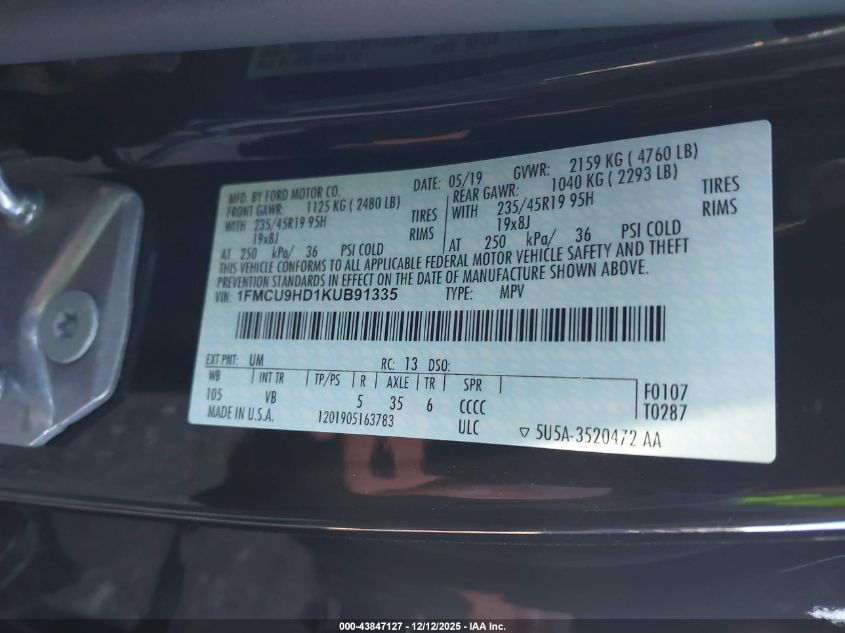 MFD. BY FORD MOTOR CO. DATE: 05/19 GVWR: 2159 KG ( 4760 LB)
FRONT GAWR: 1125 KG ( 2480 LB) REAR GAWR: 1040 KG ( 2293 LB)
WITH 235/45R19 95H TIRES WITH 235/45R19 95H TIRES
19x8J RIMS 19x8J RIMS
AT 250 kPa/ 36 PSI COLD AT 250 kPa/ 36 PSI COLD
THIS VEHICLE CONFORMS TO ALL APPLICABLE FEDERAL MOTOR VEHICLE SAFETY AND THEFT
PREVENTION STANDARDS IN EFFECT ON THE DATE OF MANUFACTURE SHOWN ABOVE.
VIN: 1FMCU9HD1KUB91335 TYPE: MPV
EXT PNT: UM RC: 13 DSO:
WB INT TR TP/PS R AXLE TR SPR
105 VB 5 35 6 CCCC F0107
MADE IN U.S.A. 1201905163783 ULC T0287
▽ 5U5A-3520472 AA
000-43847127 - 12/12/2025 - IAA Inc.